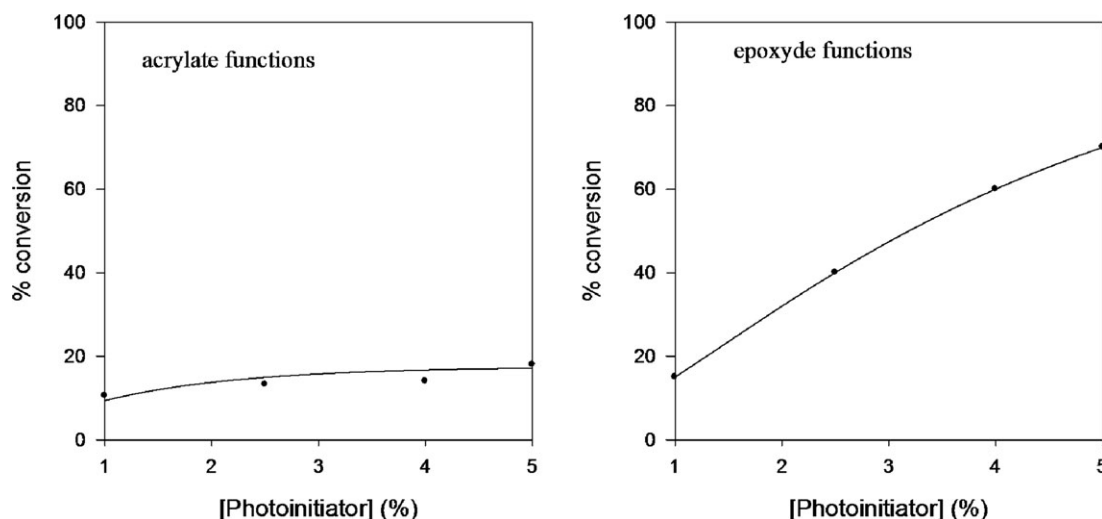 acrylate functions
% conversion
100
80
60
40
20
0
1 2 3 4 5
[Photoinitiator] (%)
epoxyde functions
% conversion
100
80
60
40
20
0
1 2 3 4 5
[Photoinitiator] (%)